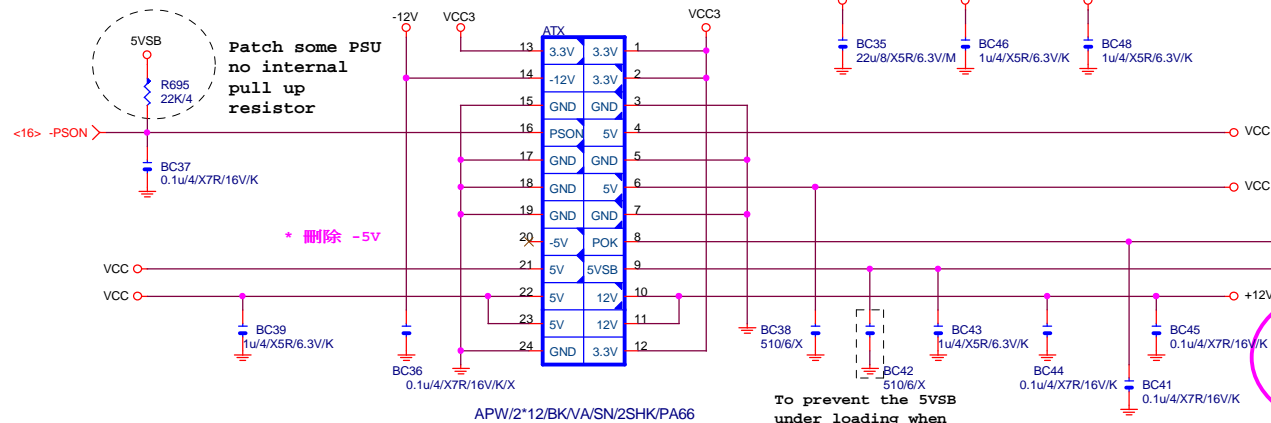 -12V
VCC3
VCC3
5VSB
R695
22K/4
Patch some PSU
no internal
pull up
resistor
<16> -PSON
BC37
0.1u/4/X7R/16V/K
* 刪除 -5V
VCC
VCC
BC39
1u/4/X5R/6.3V/K
BC36
0.1u/4/X7R/16V/K/X
ATX
13 3.3V 3.3V 1
14 -12V 3.3V 2
15 GND GND 3
16 PSON 5V 4
17 GND GND 5
18 GND 5V 6
19 GND GND 7
20 -5V POK 8
21 5V 5VSB 9
22 5V 12V 10
23 5V 12V 11
24 GND 3.3V 12
APW/2*12/BK/VA/SN/2SHK/PA66
BC35
22u/8/X5R/6.3V/M
BC46
1u/4/X5R/6.3V/K
BC48
1u/4/X5R/6.3V/K
VCC
VCC
+12V
BC38
510/6/X
BC42
510/6/X
BC43
1u/4/X5R/6.3V/K
BC44
0.1u/4/X7R/16V/K
BC45
0.1u/4/X7R/16V/K
BC41
0.1u/4/X7R/16V/K
To prevent the 5VSB
under loading when